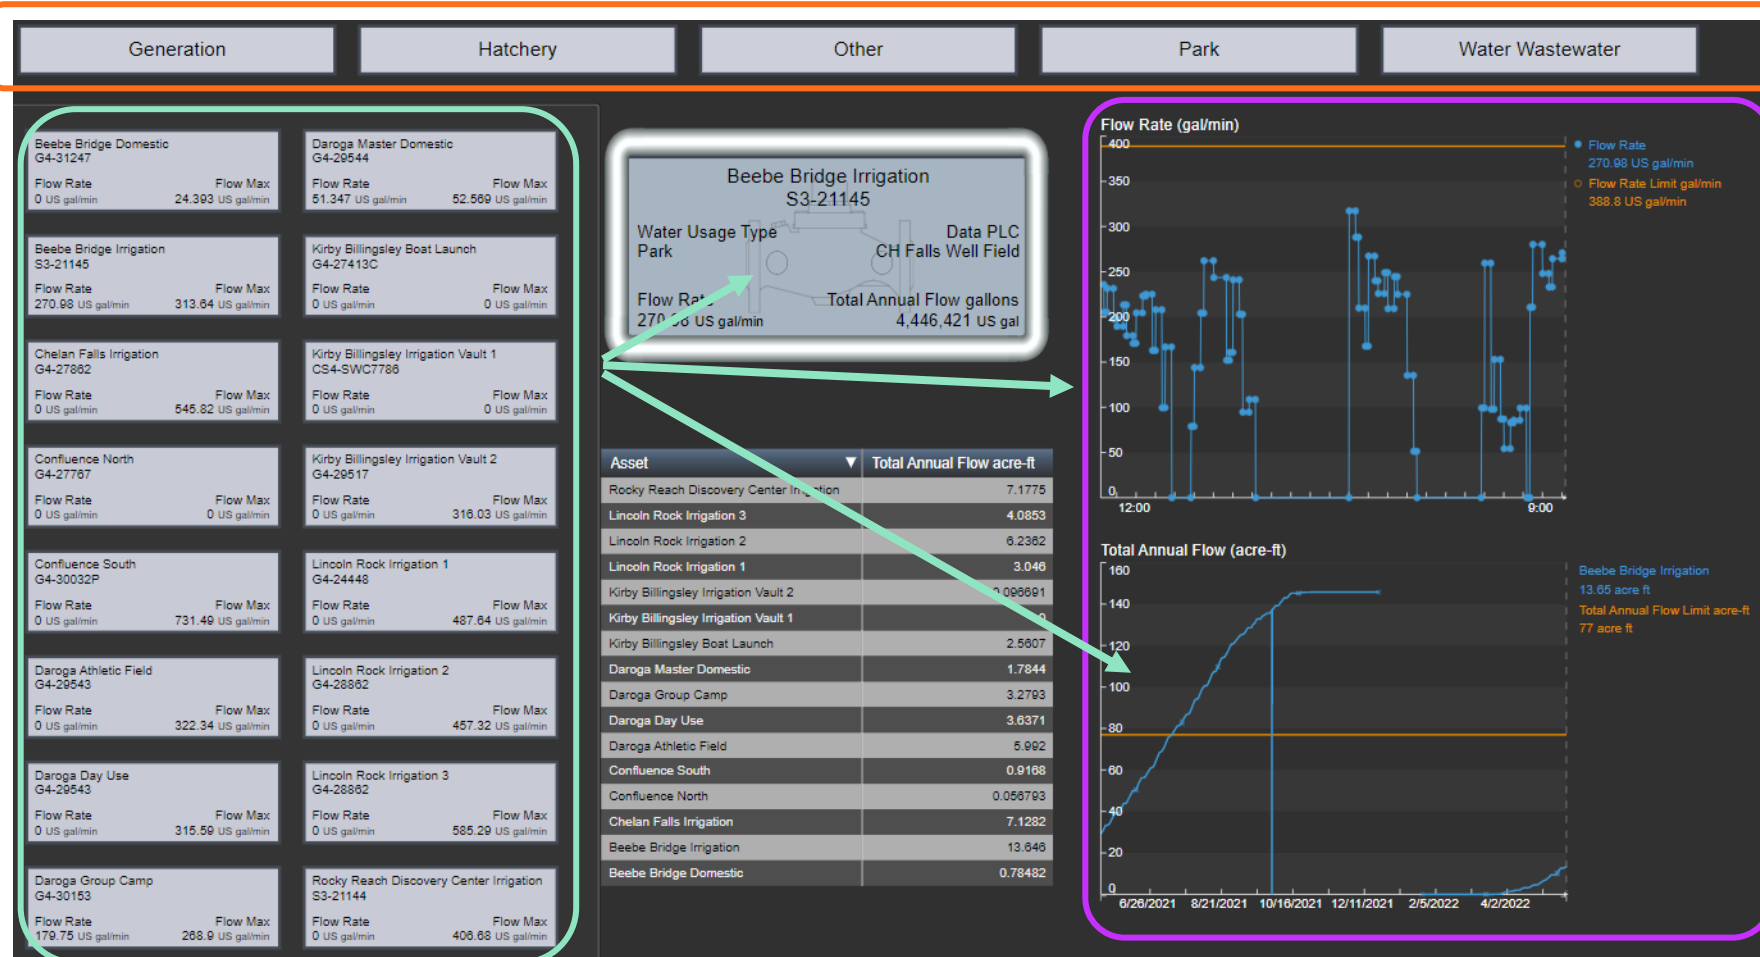 Generation
Hatchery
Other
Park
Water Wastewater
Beebe Bridge Domestic
G4-31247
Flow Rate Flow Max
0 US gal/min 24.393 US gal/min
Daroga Master Domestic
G4-29544
Flow Rate Flow Max
51.347 US gal/min 52.569 US gal/min
Beebe Bridge Irrigation
S3-21145
Flow Rate Flow Max
270.98 US gal/min 313.64 US gal/min
Kirby Billingsley Boat Launch
G4-27413C
Flow Rate Flow Max
0 US gal/min 0 US gal/min
Chelan Falls Irrigation
G4-27862
Flow Rate Flow Max
0 US gal/min 545.82 US gal/min
Kirby Billingsley Irrigation Vault 1
CS4-SWC7786
Flow Rate Flow Max
0 US gal/min 0 US gal/min
Confluence North
G4-27767
Flow Rate Flow Max
0 US gal/min 0 US gal/min
Kirby Billingsley Irrigation Vault 2
G4-29517
Flow Rate Flow Max
0 US gal/min 316.03 US gal/min
Confluence South
G4-30032P
Flow Rate Flow Max
0 US gal/min 731.49 US gal/min
Lincoln Rock Irrigation 1
G4-24448
Flow Rate Flow Max
0 US gal/min 487.64 US gal/min
Daroga Athletic Field
G4-29543
Flow Rate Flow Max
0 US gal/min 322.34 US gal/min
Lincoln Rock Irrigation 2
G4-28862
Flow Rate Flow Max
0 US gal/min 457.32 US gal/min
Daroga Day Use
G4-29543
Flow Rate Flow Max
0 US gal/min 315.59 US gal/min
Lincoln Rock Irrigation 3
G4-28862
Flow Rate Flow Max
0 US gal/min 585.29 US gal/min
Daroga Group Camp
G4-30153
Flow Rate Flow Max
179.75 US gal/min 268.9 US gal/min
Rocky Reach Discovery Center Irrigation
S3-21144
Flow Rate Flow Max
0 US gal/min 406.68 US gal/min
Beebe Bridge Irrigation
S3-21145
Water Usage Type Data PLC
Park CH Falls Well Field
Flow Rate Total Annual Flow gallons
270.98 US gal/min 4,446,421 US gal
Asset ▼ Total Annual Flow acre-ft
Rocky Reach Discovery Center Irrigation 7.1775
Lincoln Rock Irrigation 3 4.0853
Lincoln Rock Irrigation 2 6.2362
Lincoln Rock Irrigation 1 3.046
Kirby Billingsley Irrigation Vault 2 0.096691
Kirby Billingsley Irrigation Vault 1 0
Kirby Billingsley Boat Launch 2.5607
Daroga Master Domestic 1.7844
Daroga Group Camp 3.2793
Daroga Day Use 3.6371
Daroga Athletic Field 5.992
Confluence South 0.9168
Confluence North 0.056793
Chelan Falls Irrigation 7.1282
Beebe Bridge Irrigation 13.646
Beebe Bridge Domestic 0.78482
Flow Rate (gal/min)
400
350
300
250
200
150
100
50
0
12:00 9:00
Flow Rate
270.98 US gal/min
Flow Rate Limit gal/min
388.8 US gal/min
Total Annual Flow (acre-ft)
160
140
120
100
80
60
40
20
0
6/26/2021 8/21/2021 10/16/2021 12/11/2021 2/5/2022 4/2/2022
Beebe Bridge Irrigation
13.65 acre ft
Total Annual Flow Limit acre-ft
77 acre ft